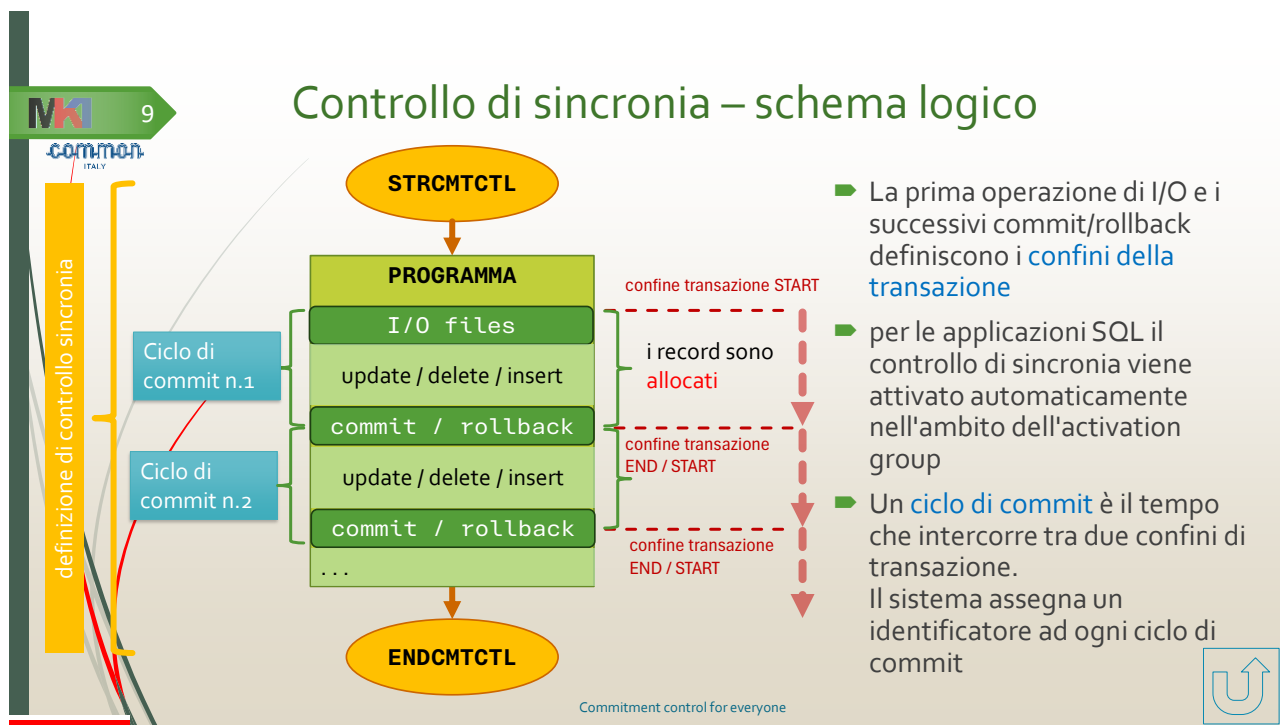 Controllo di sincronia – schema logico
MKI
9
common
ITALY
definizione di controllo sincronia
STRCMTCTL
PROGRAMMA
I/O files
update / delete / insert
commit / rollback
update / delete / insert
commit / rollback
...
ENDCMTCTL
Ciclo di
commit n.1
Ciclo di
commit n.2
confine transazione START
i record sono
allocati
confine transazione
END / START
confine transazione
END / START
La prima operazione di I/O e i
successivi commit/rollback
definiscono i confini della
transazione
per le applicazioni SQL il
controllo di sincronia viene
attivato automaticamente
nell'ambito dell'activation
group
Un ciclo di commit è il tempo
che intercorre tra due confini di
transazione.
Il sistema assegna un
identificatore ad ogni ciclo di
commit
Commitment control for everyone